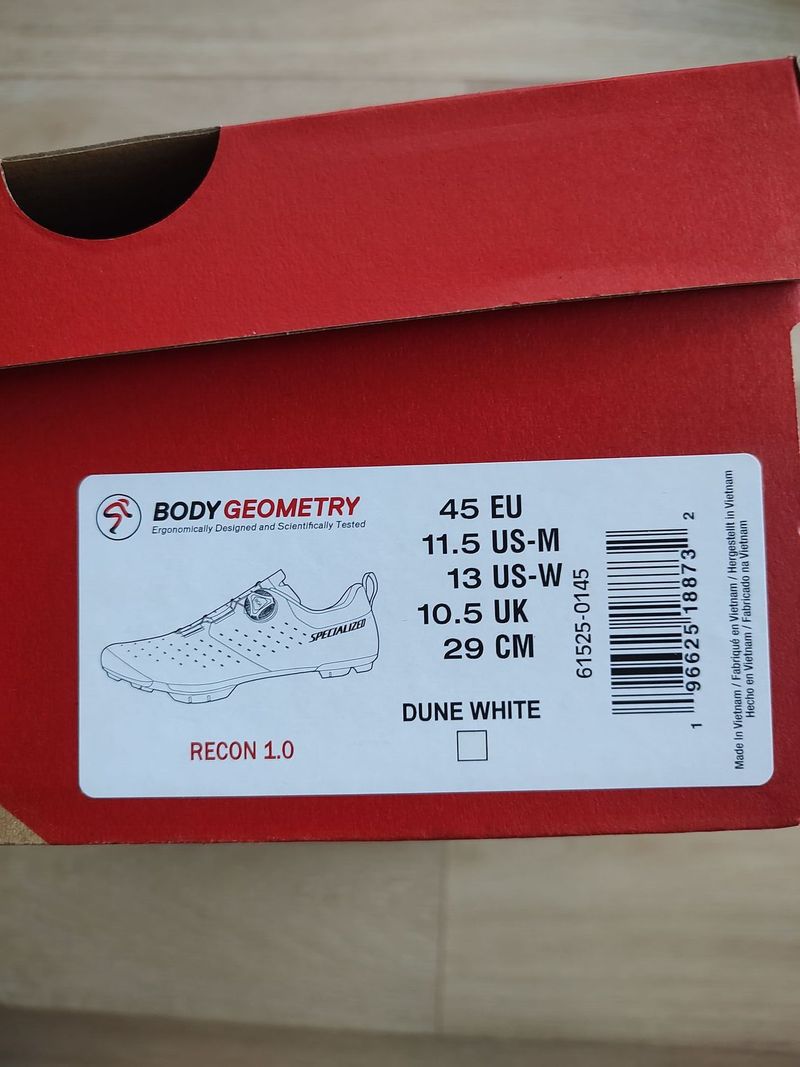 BODY GEOMETRY
Ergonomically Designed and Scientifically Tested
SPECIALIZED
RECON 1.0
45 EU
11.5 US-M
13 US-W
10.5 UK
29 CM
DUNE WHITE
61525-0145
1 96625 18873 2
Made In Vietnam / Fabriqué en Vietnam / Hergestellt in Vietnam
Hecho en Vietnam / Fabricado na Vietnam